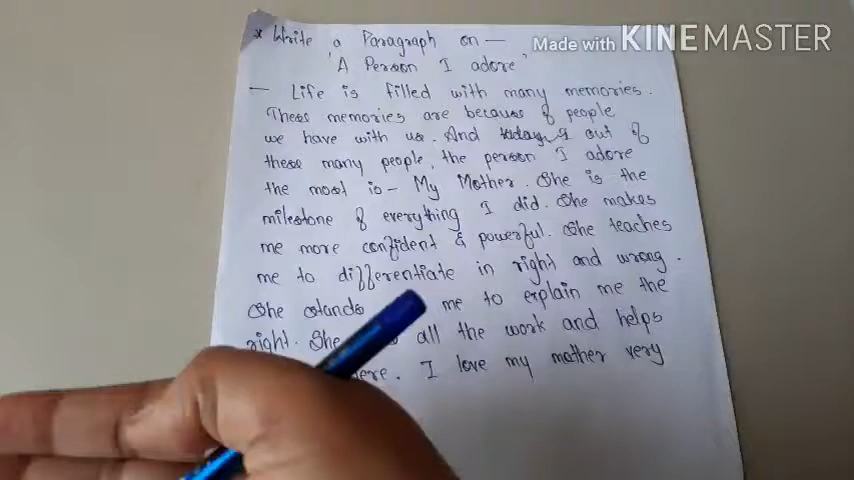 * Write a Paragraph on —
'A Person I adore'
Made with KINEMASTER
— Life is filled with many memories.
These memories are because of people
we have with us. And out of
these many people, the person I adore
the most is - My Mother. She is the
milestone of everything I did. She makes
me more confident & powerful. She teaches
me to differentiate in right and wrong.
She stands me to explain me the
right. She all the work and helps
I love my mother very